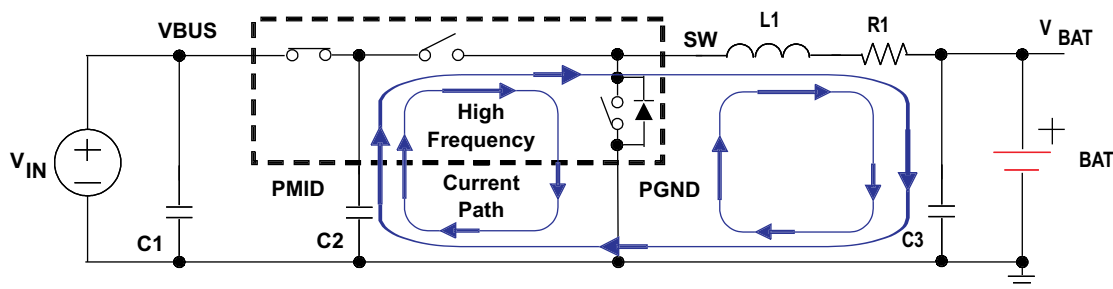 VBUS
SW
L1
R1
V BAT
High
Frequency
V IN
+
−
PMID
Current
Path
PGND
+
BAT
C1
C2
C3